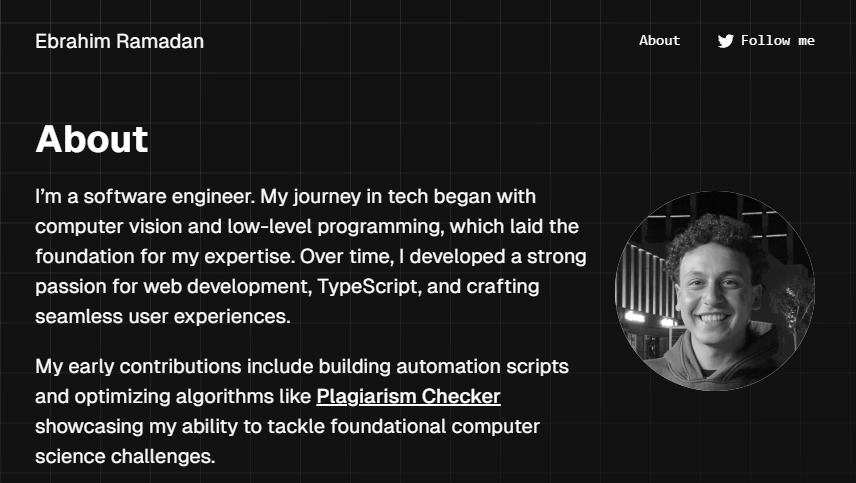 Ebrahim Ramadan
About
Follow me
About
I’m a software engineer. My journey in tech began with
computer vision and low-level programming, which laid the
foundation for my expertise. Over time, I developed a strong
passion for web development, TypeScript, and crafting
seamless user experiences.
My early contributions include building automation scripts
and optimizing algorithms like Plagiarism Checker
showcasing my ability to tackle foundational computer
science challenges.